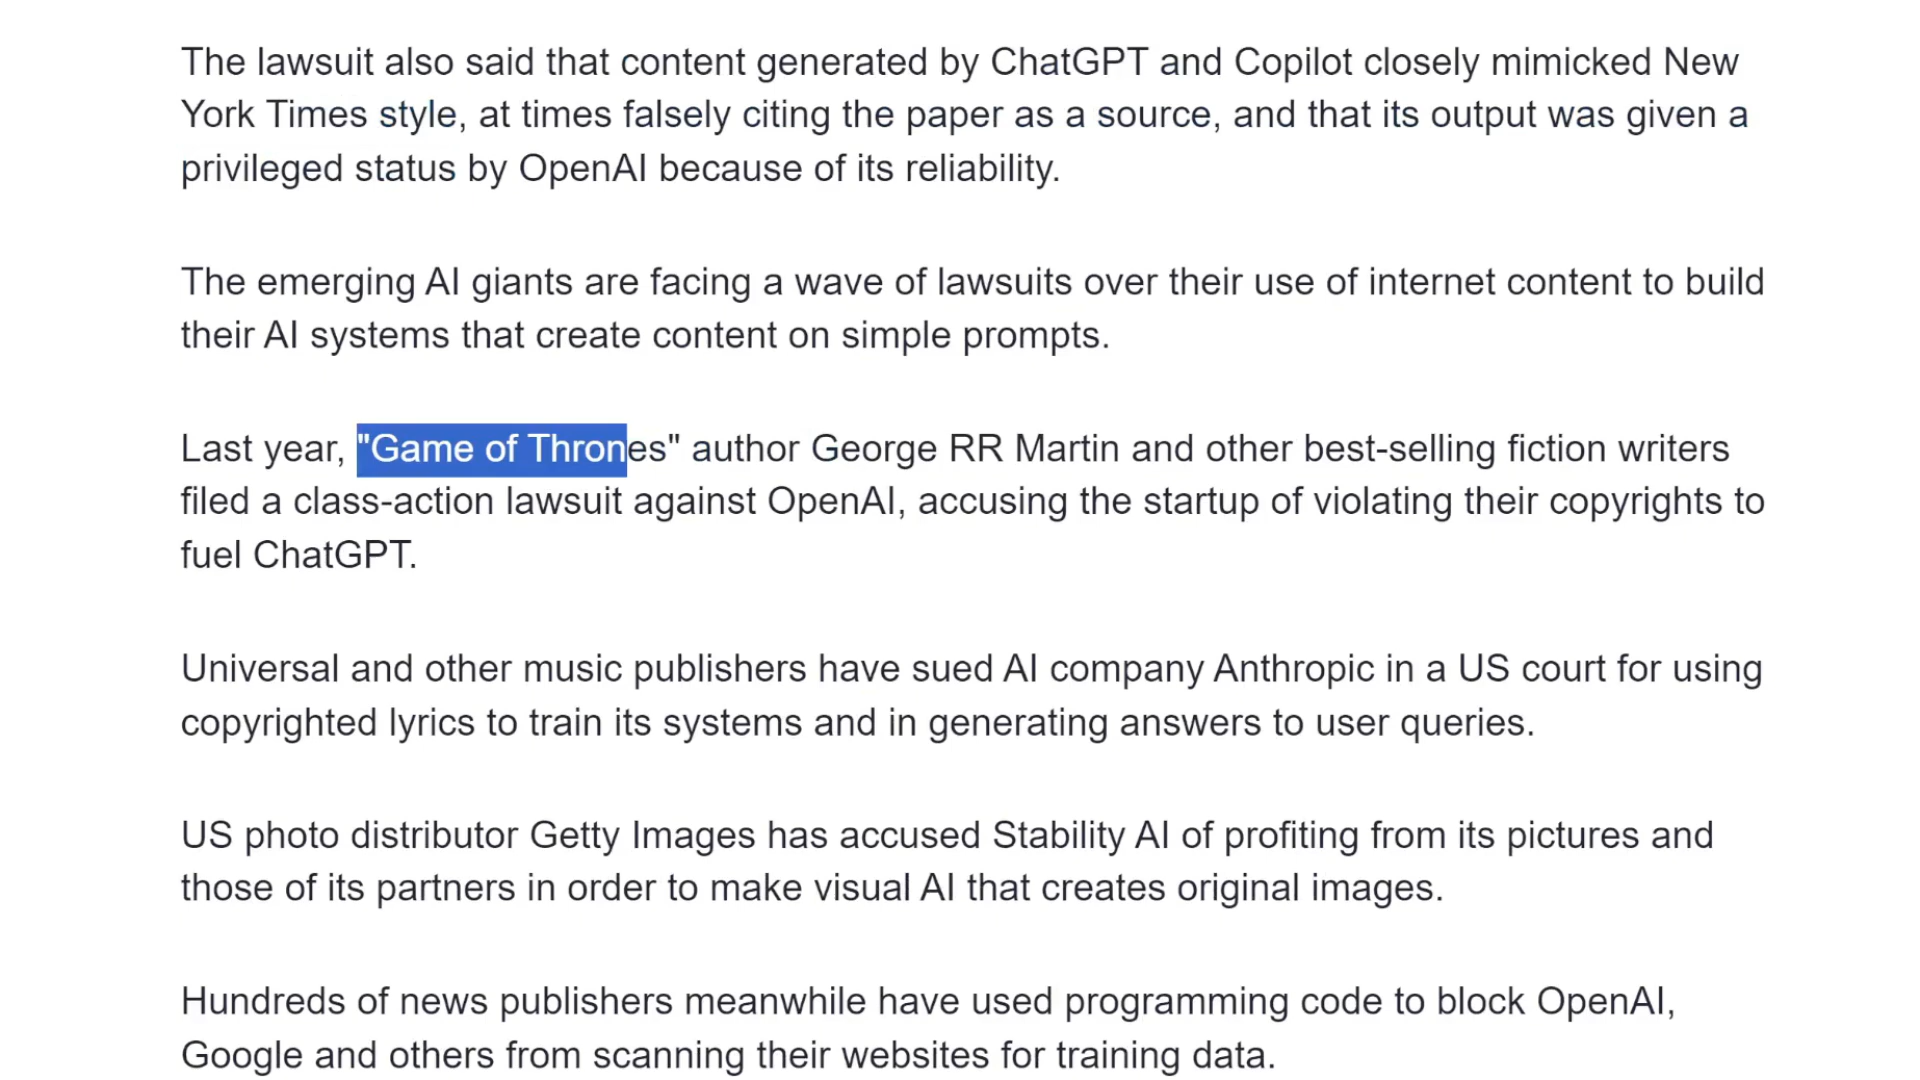 The lawsuit also said that content generated by ChatGPT and Copilot closely mimicked New
York Times style, at times falsely citing the paper as a source, and that its output was given a
privileged status by OpenAI because of its reliability.
The emerging AI giants are facing a wave of lawsuits over their use of internet content to build
their AI systems that create content on simple prompts.
Last year, "Game of Thrones" author George RR Martin and other best-selling fiction writers
filed a class-action lawsuit against OpenAI, accusing the startup of violating their copyrights to
fuel ChatGPT.
Universal and other music publishers have sued AI company Anthropic in a US court for using
copyrighted lyrics to train its systems and in generating answers to user queries.
US photo distributor Getty Images has accused Stability AI of profiting from its pictures and
those of its partners in order to make visual AI that creates original images.
Hundreds of news publishers meanwhile have used programming code to block OpenAI,
Google and others from scanning their websites for training data.